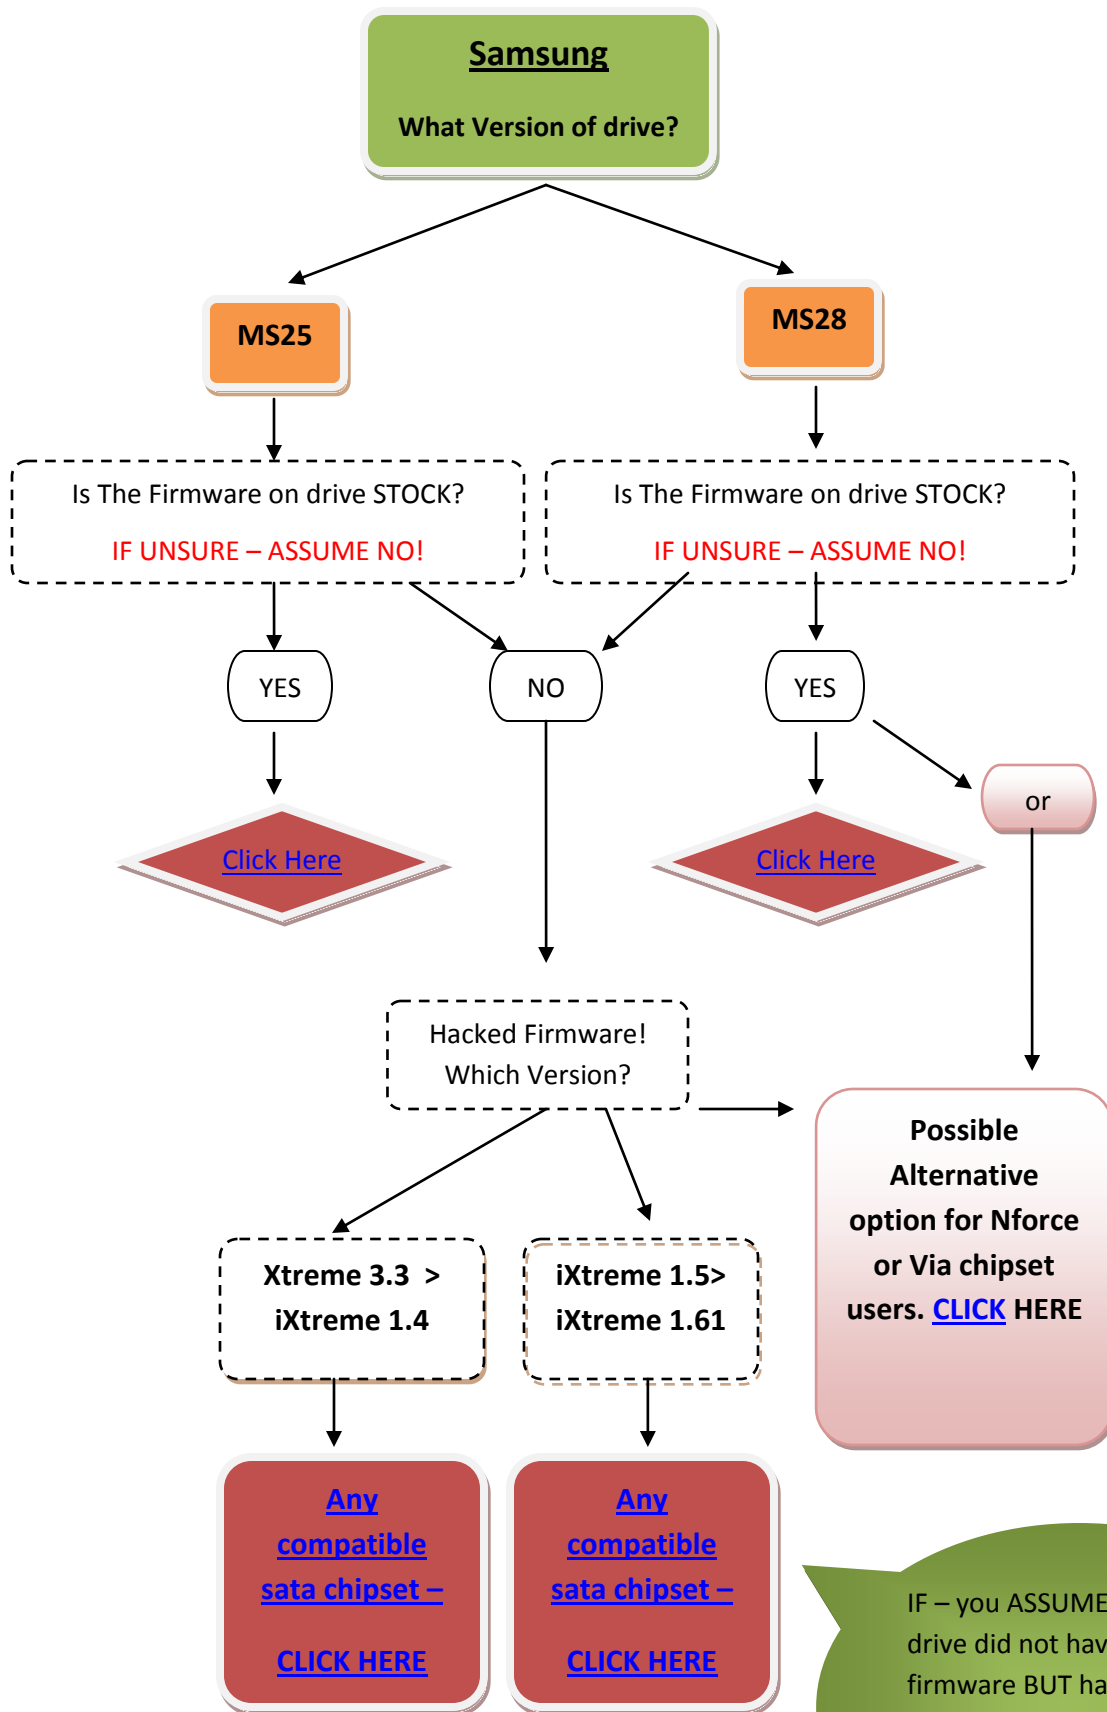 Samsung
What Version of drive?
MS25
MS28
Is The Firmware on drive STOCK?
IF UNSURE – ASSUME NO!
Is The Firmware on drive STOCK?
IF UNSURE – ASSUME NO!
YES
NO
YES
or
Click Here
Click Here
Hacked Firmware!
Which Version?
Possible
Alternative
option for Nforce
or Via chipset
users. CLICK HERE
Xtreme 3.3 >
iXtreme 1.4
iXtreme 1.5>
iXtreme 1.61
Any
compatible
sata chipset –
CLICK HERE
Any
compatible
sata chipset –
CLICK HERE
IF – you ASSUME
drive did not hav
firmware BUT ha